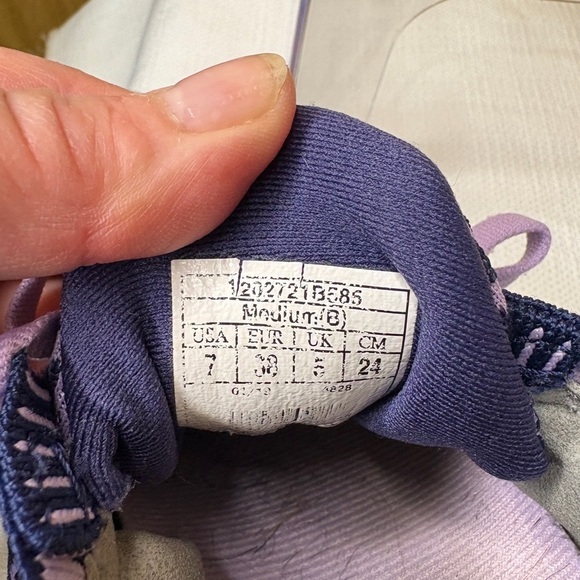 1202721B585
Medium(B)
USA EUR UK CM
7 38 5 24